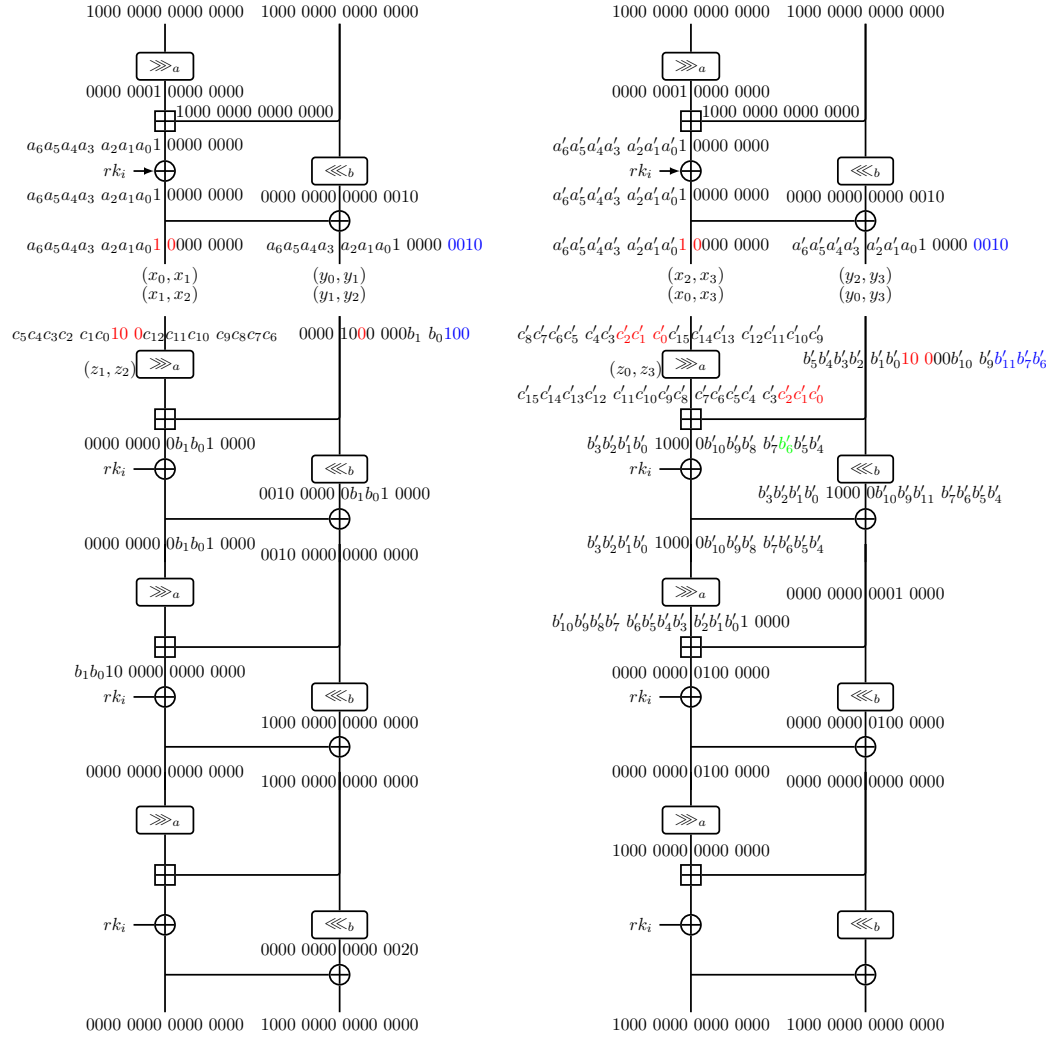 1000 0000 0000 0000 1000 0000 0000 0000
⋙a
0000 0001 0000 0000
1000 0000 0000 0000
a₆a₅a₄a₃ a₂a₁a₀1 0000 0000
rkᵢ
⋘b
a₆a₅a₄a₃ a₂a₁a₀1 0000 0000
0000 0000 0000 0010
a₆a₅a₄a₃ a₂a₁a₀1 0000 0000
a₆a₅a₄a₃ a₂a₁a₀1 0000 0010
(x₀, x₁) (y₀, y₁)
(x₁, x₂) (y₁, y₂)
c₅c₄c₃c₂ c₁c₀10 0c₁₂c₁₁c₁₀ c₉c₈c₇c₆
0000 1000 000b₁ b₀100
(z₁, z₂)
⋙a
0000 0000 0b₁b₀1 0000
rkᵢ
⋘b
0010 0000 0b₁b₀1 0000
0000 0000 0b₁b₀1 0000
0010 0000 0000 0000
⋙a
b₁b₀10 0000 0000 0000
rkᵢ
⋘b
1000 0000 0000 0000
0000 0000 0000 0000
1000 0000 0000 0000
⋙a
rkᵢ
⋘b
0000 0000 0000 0020
0000 0000 0000 0000 1000 0000 0000 0000
1000 0000 0000 0000 1000 0000 0000 0000
⋙a
0000 0001 0000 0000
1000 0000 0000 0000
a′₆a′₅a′₄a′₃ a′₂a′₁a′₀1 0000 0000
rkᵢ
⋘b
a′₆a′₅a′₄a′₃ a′₂a′₁a′₀1 0000 0000
0000 0000 0000 0010
a′₆a′₅a′₄a′₃ a′₂a′₁a′₀1 0000 0000
a′₆a′₅a′₄a′₃ a′₂a′₁a₀1 0000 0010
(x₂, x₃) (y₂, y₃)
(x₀, x₃) (y₀, y₃)
c′₈c′₇c′₆c′₅ c′₄c′₃c′₂c′₁ c′₀c′₁₅c′₁₄c′₁₃ c′₁₂c′₁₁c′₁₀c′₉
b′₅b′₄b′₃b′₂ b′₁b′₀10 000b′₁₀ b′₉b′₁₁b′₇b′₆
(z₀, z₃)
⋙a
c′₁₅c′₁₄c′₁₃c′₁₂ c′₁₁c′₁₀c′₉c′₈ c′₇c′₆c′₅c′₄ c′₃c′₂c′₁c′₀
b′₃b′₂b′₁b′₀ 1000 0b′₁₀b′₉b′₈ b′₇b′₆b′₅b′₄
rkᵢ
⋘b
b′₃b′₂b′₁b′₀ 1000 0b′₁₀b′₉b′₁₁ b′₇b′₆b′₅b′₄
b′₃b′₂b′₁b′₀ 1000 0b′₁₀b′₉b′₈ b′₇b′₆b′₅b′₄
⋙a
0000 0000 0001 0000
b′₁₀b′₉b′₈b′₇ b′₆b′₅b′₄b′₃ b′₂b′₁b′₀1 0000
0000 0000 0100 0000
rkᵢ
⋘b
0000 0000 0100 0000
0000 0000 0100 0000
0000 0000 0000 0000
⋙a
1000 0000 0000 0000
rkᵢ
⋘b
1000 0000 0000 0000 1000 0000 0000 0000